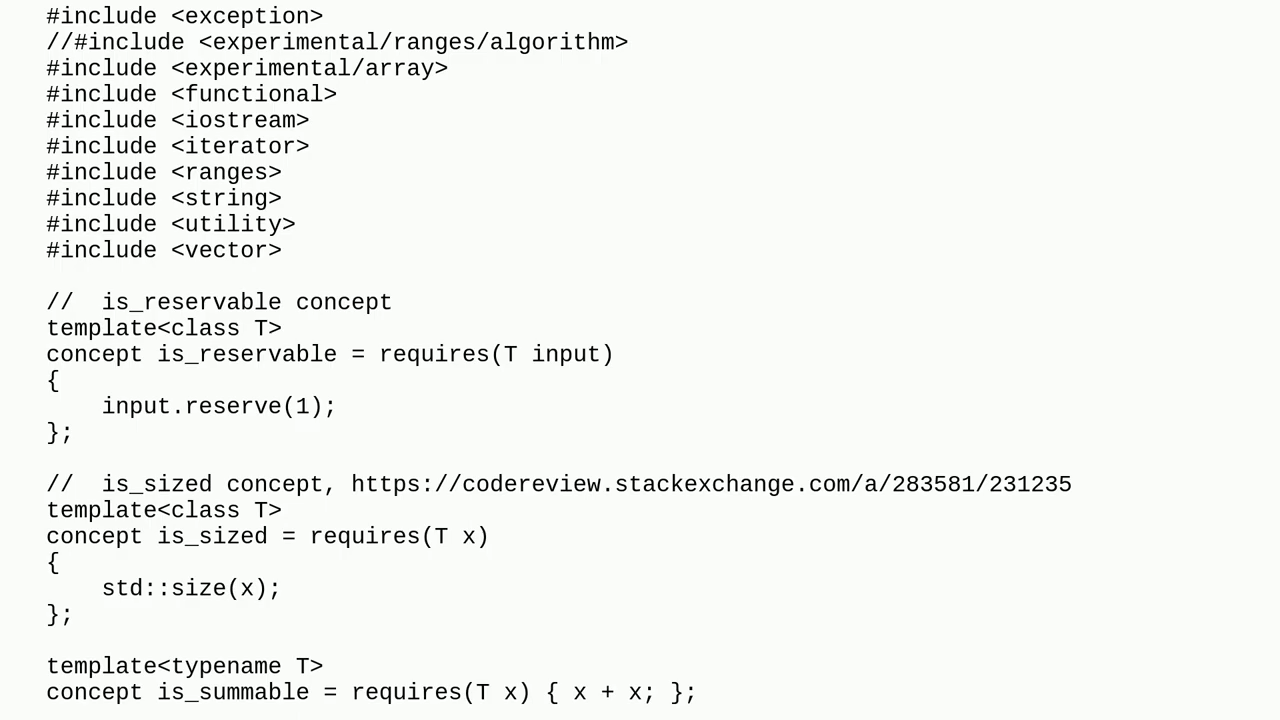 #include <exception>
//#include <experimental/ranges/algorithm>
#include <experimental/array>
#include <functional>
#include <iostream>
#include <iterator>
#include <ranges>
#include <string>
#include <utility>
#include <vector>

//  is_reservable concept
template<class T>
concept is_reservable = requires(T input)
{
    input.reserve(1);
};

//  is_sized concept, https://codereview.stackexchange.com/a/283581/231235
template<class T>
concept is_sized = requires(T x)
{
    std::size(x);
};

template<typename T>
concept is_summable = requires(T x) { x + x; };